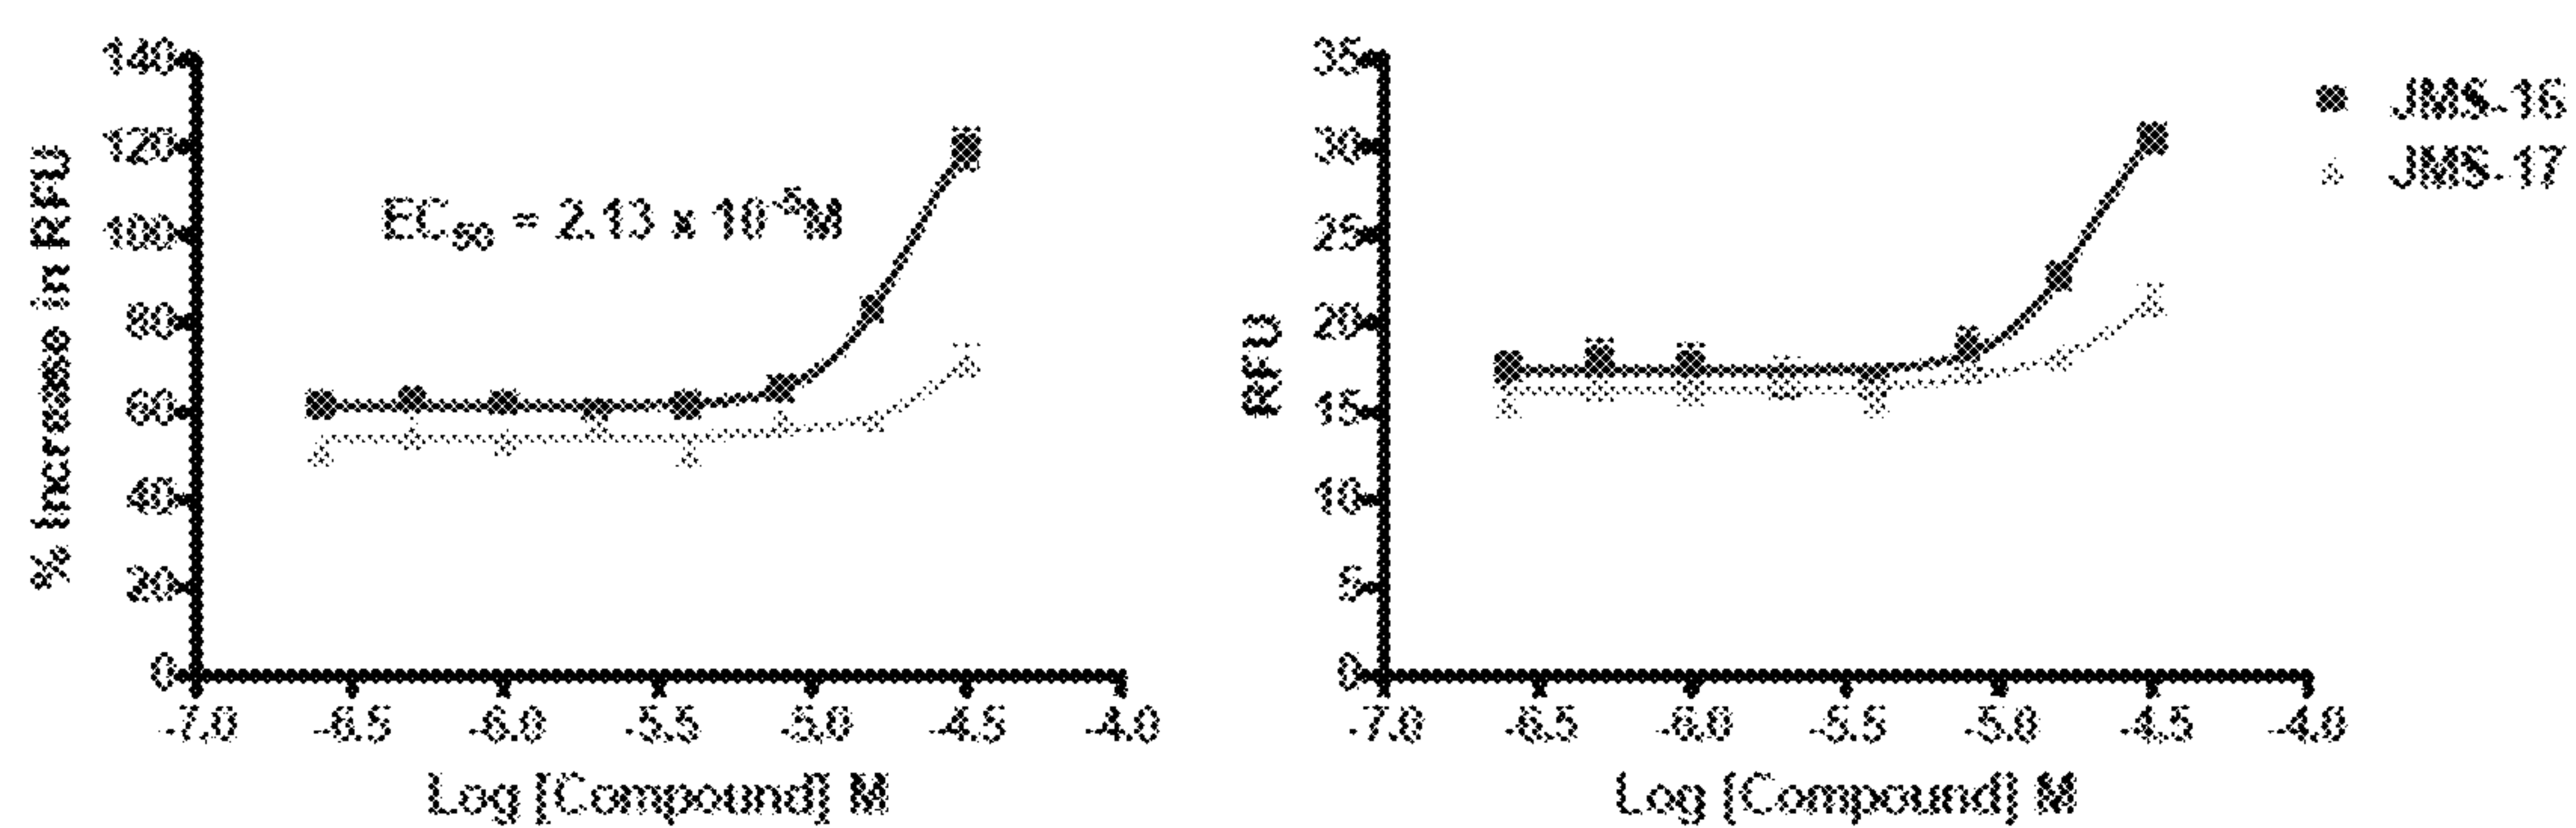 % Increase in RFU
140
120
100
80
60
40
20
0
EC50 = 2.13 x 10-5M
-7.0 -6.5 -6.0 -5.5 -5.0 -4.5 -4.0
Log [Compound] M
RFU
35
30
25
20
15
10
5
0
-7.0 -6.5 -6.0 -5.5 -5.0 -4.5 -4.0
Log [Compound] M
JMS-16
JMS-17